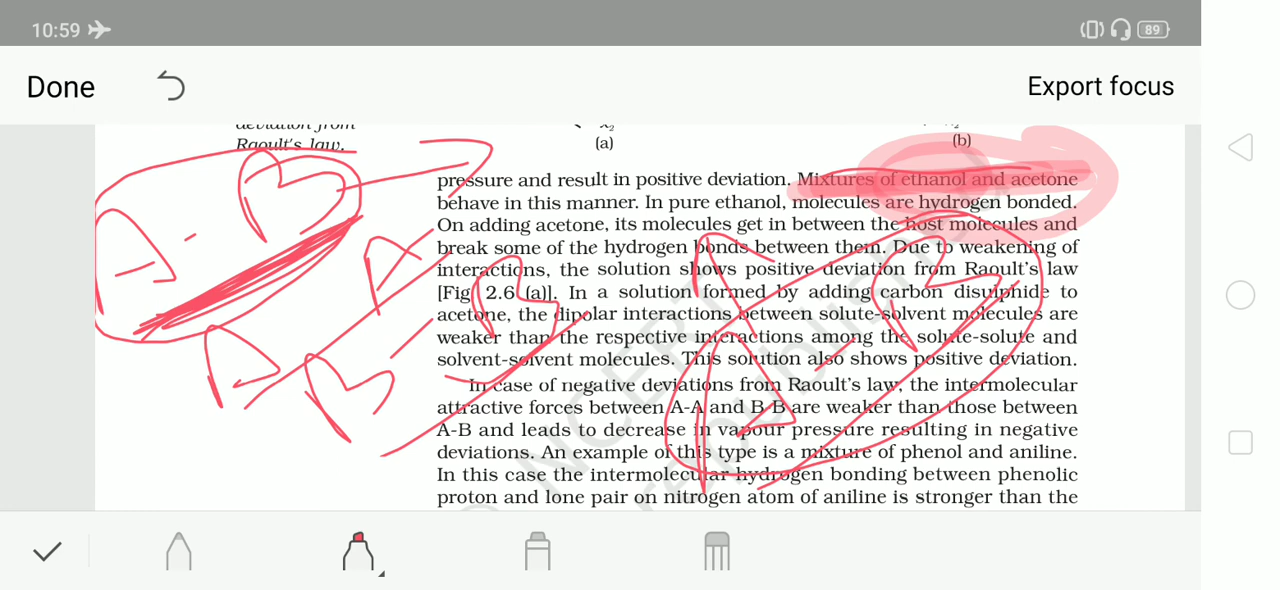 10:59
89
Done
Export focus
deviation from
Raoult's law.
x2
(a)
(b)
pressure and result in positive deviation. Mixtures of ethanol and acetone
behave in this manner. In pure ethanol, molecules are hydrogen bonded.
On adding acetone, its molecules get in between the host molecules and
break some of the hydrogen bonds between them. Due to weakening of
interactions, the solution shows positive deviation from Raoult's law
[Fig. 2.6 (a)]. In a solution formed by adding carbon disulphide to
acetone, the dipolar interactions between solute-solvent molecules are
weaker than the respective interactions among the solute-solute and
solvent-solvent molecules. This solution also shows positive deviation.
In case of negative deviations from Raoult's law, the intermolecular
attractive forces between A-A and B-B are weaker than those between
A-B and leads to decrease in vapour pressure resulting in negative
deviations. An example of this type is a mixture of phenol and aniline.
In this case the intermolecular hydrogen bonding between phenolic
proton and lone pair on nitrogen atom of aniline is stronger than the
A - B
A
B
A
B
A
B
© NCERT